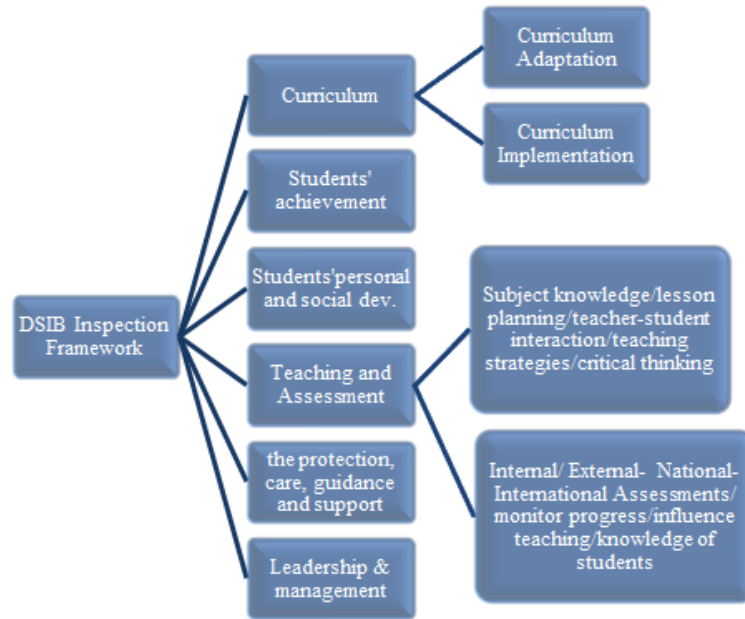 DSIB Inspection
Framework
Curriculum
Curriculum
Adaptation
Curriculum
Implementation
Students'
achievement
Students'personal
and social dev.
Teaching and
Assessment
Subject knowledge/lesson
planning/teacher-student
interaction/teaching
strategies/critical thinking
Internal/ External- National-
International Assessments/
monitor progress/influence
teaching/knowledge of
students
the protection,
care, guidance
and support
Leadership &
management